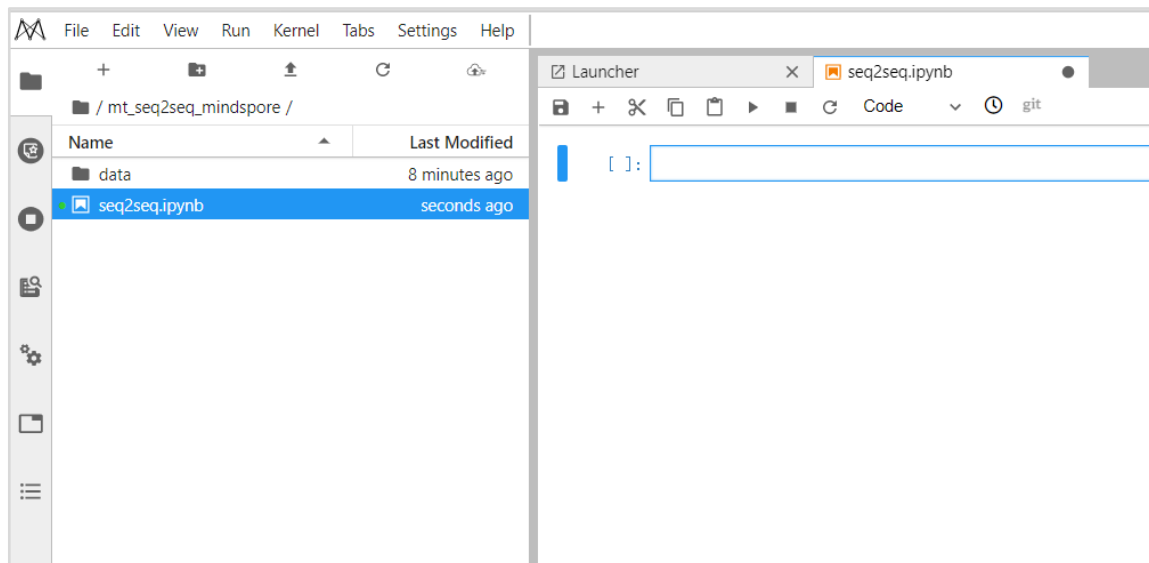 File Edit View Run Kernel Tabs Settings Help
/ mt_seq2seq_mindspore /
Name Last Modified
data 8 minutes ago
seq2seq.ipynb seconds ago
Launcher seq2seq.ipynb
Code git
[ ]: